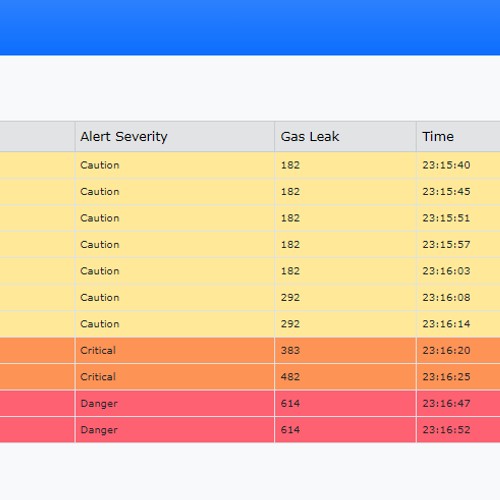 Alert Severity Gas Leak Time
Caution 182 23:15:40
Caution 182 23:15:45
Caution 182 23:15:51
Caution 182 23:15:57
Caution 182 23:16:03
Caution 292 23:16:08
Caution 292 23:16:14
Critical 383 23:16:20
Critical 482 23:16:25
Danger 614 23:16:47
Danger 614 23:16:52